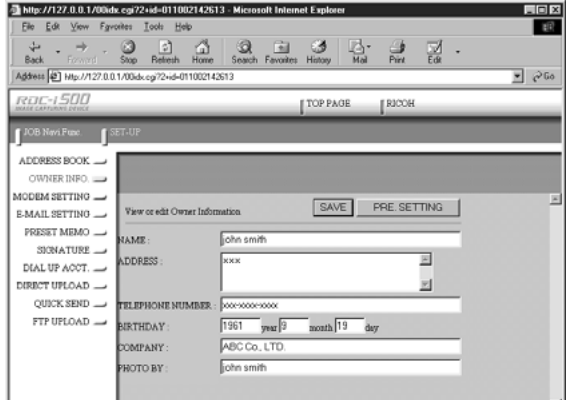 http://127.0.0.1/00idx.cgi?2+id=011002142613 - Microsoft Internet Explorer
File Edit View Favorites Tools Help
Back Forward Stop Refresh Home Search Favorites History Mail Print Edit
Address http://127.0.0.1/00idx.cgi?2+id=011002142613 Go
RDC-i500 TOP PAGE RICOH
IMAGE CAPTURING DEVICE
JOB Navi.Func. SET-UP
ADDRESS BOOK
OWNER INFO.
MODEM SETTING
E-MAIL SETTING
PRESET MEMO
SIGNATURE
DIAL UP ACCT.
DIRECT UPLOAD
QUICK SEND
FTP UPLOAD
View or edit Owner Information. SAVE PRE. SETTING
NAME : john smith
ADDRESS : xxx
TELEPHONE NUMBER : xxx-xxxx-xxxx
BIRTHDAY : 1961 year 9 month 19 day
COMPANY : ABC Co., LTD.
PHOTO BY : john smith